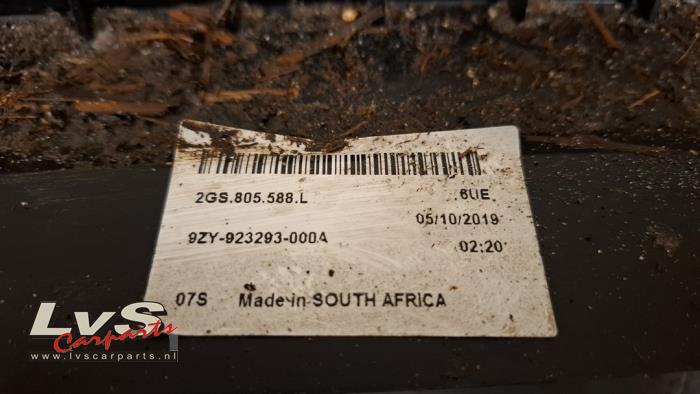 2GS.805.588.L 6UE
05/10/2019
9ZY-923293-000A 02:20
07S Made in SOUTH AFRICA
LvS
Carparts
www.lvscarparts.nl